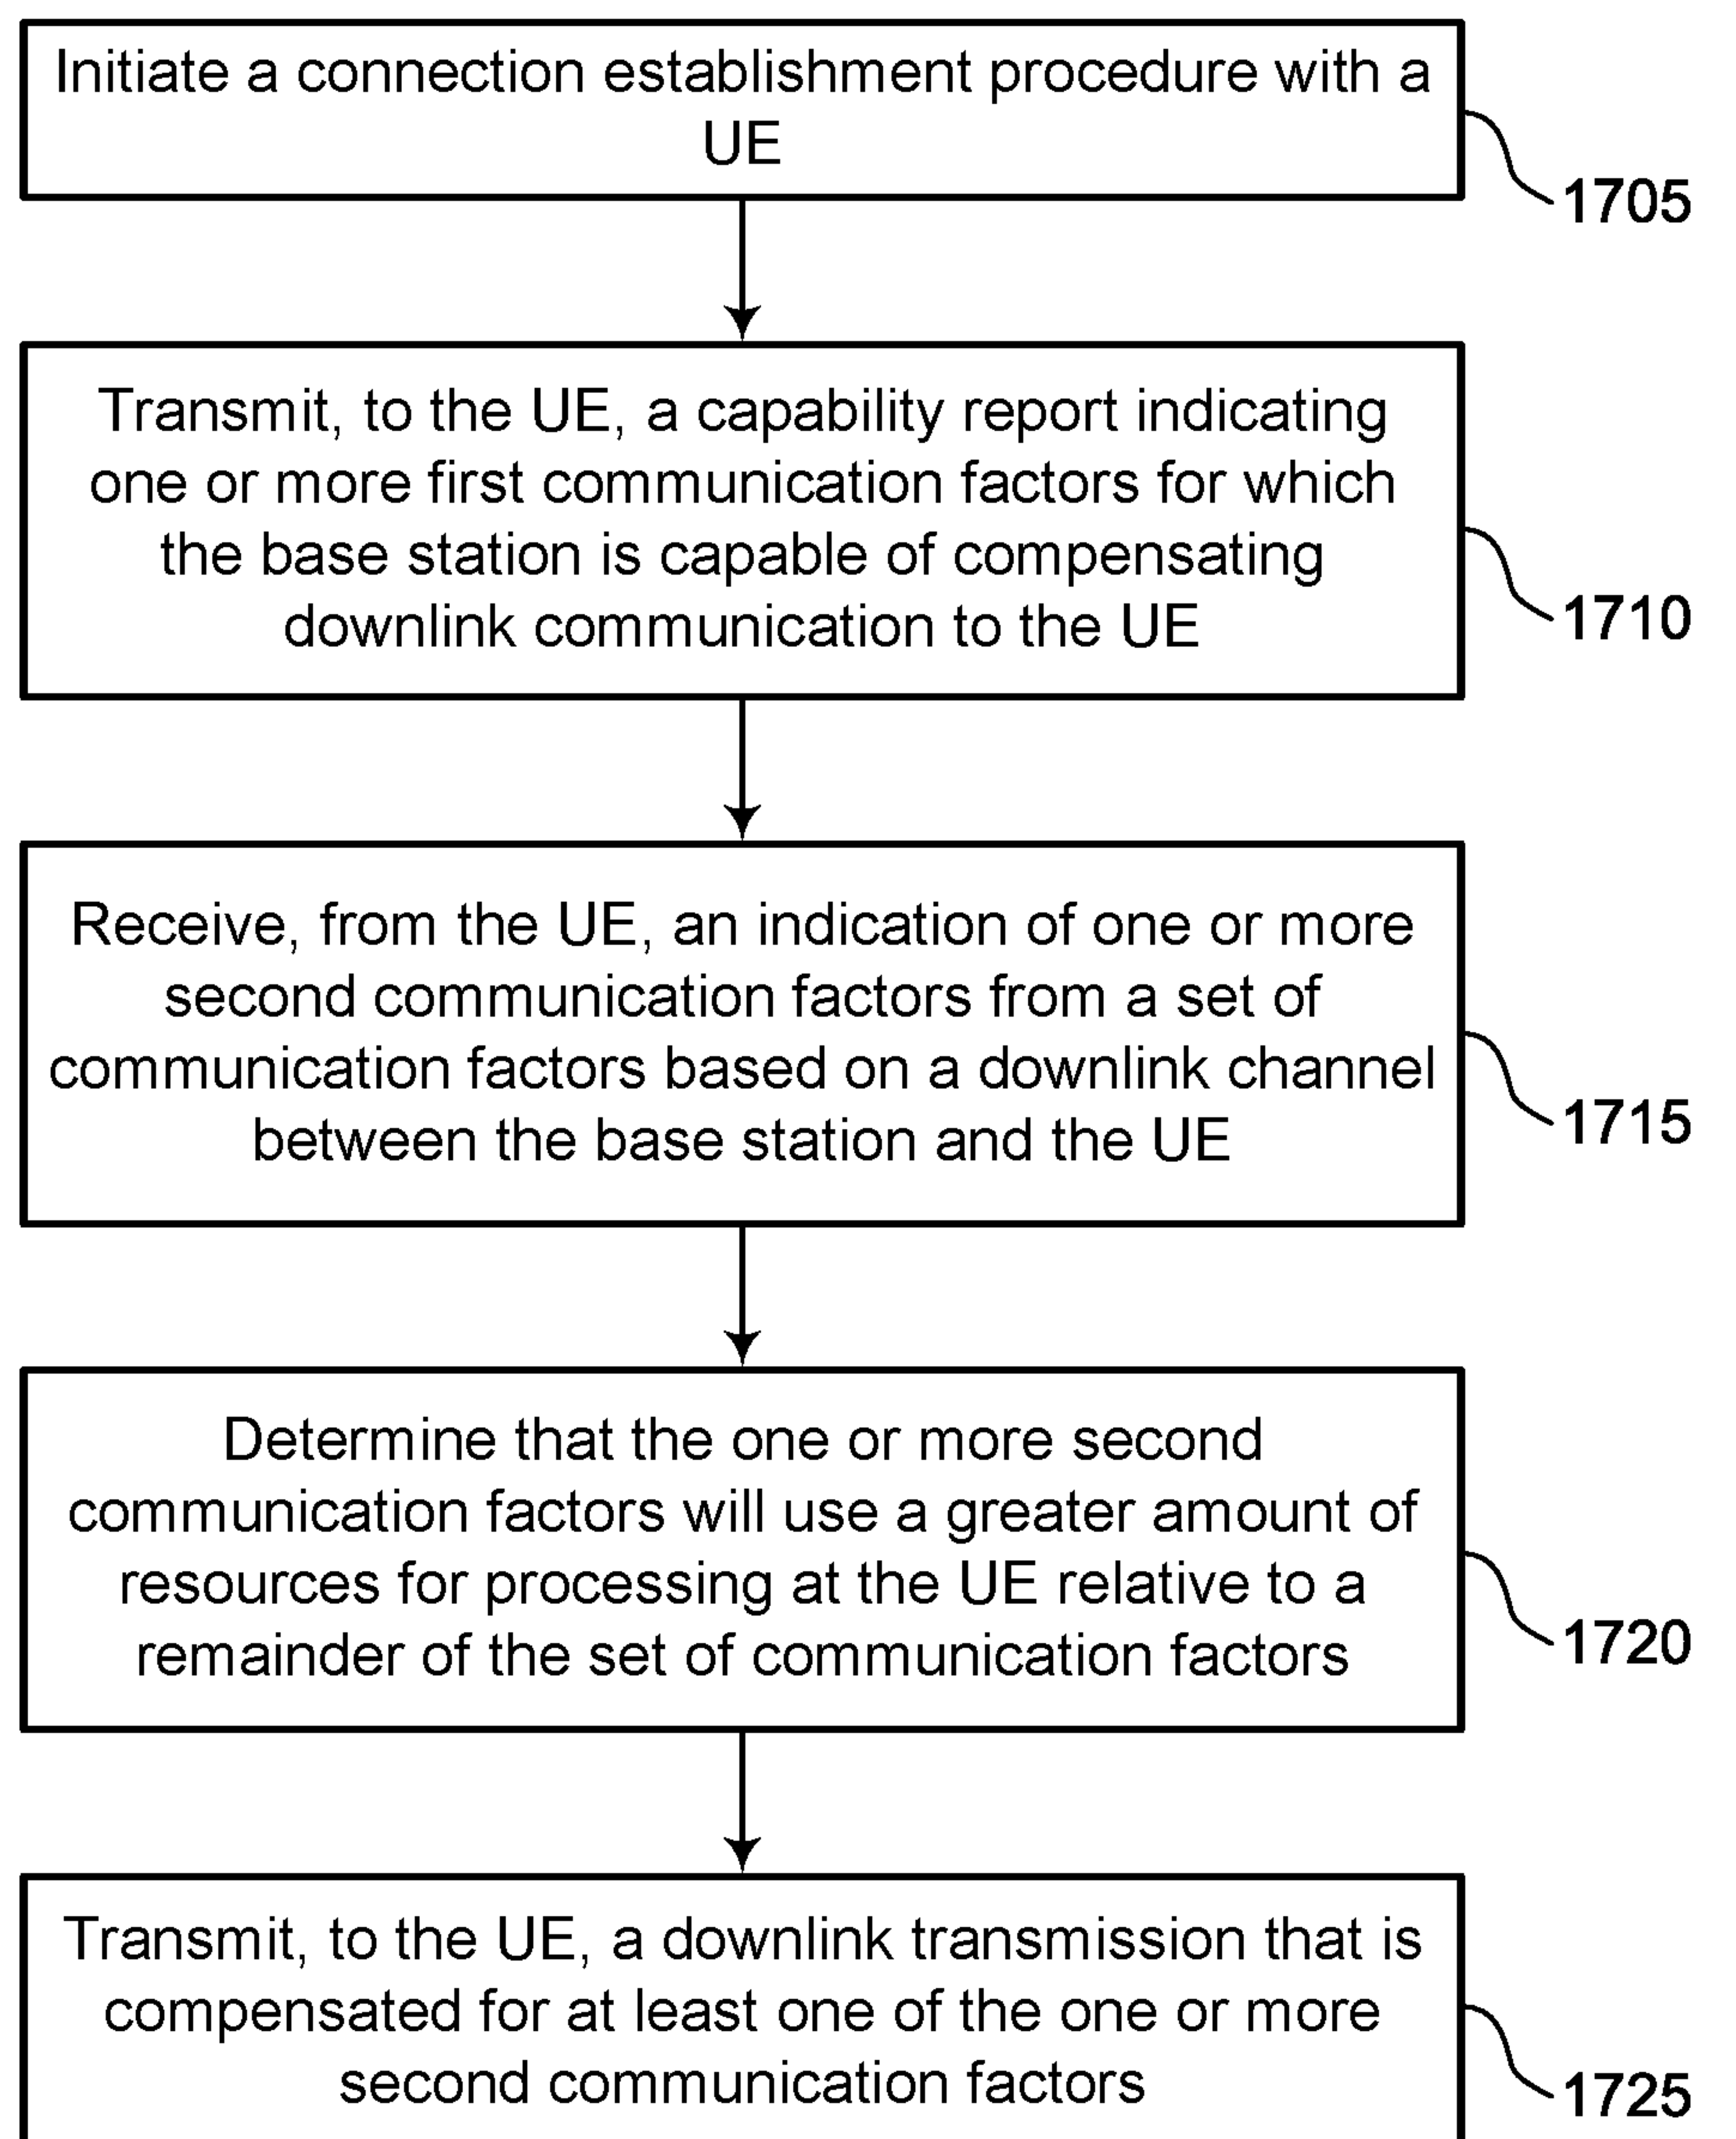 Initiate a connection establishment procedure with a
UE
1705
Transmit, to the UE, a capability report indicating
one or more first communication factors for which
the base station is capable of compensating
downlink communication to the UE
1710
Receive, from the UE, an indication of one or more
second communication factors from a set of
communication factors based on a downlink channel
between the base station and the UE
1715
Determine that the one or more second
communication factors will use a greater amount of
resources for processing at the UE relative to a
remainder of the set of communication factors
1720
Transmit, to the UE, a downlink transmission that is
compensated for at least one of the one or more
second communication factors
1725